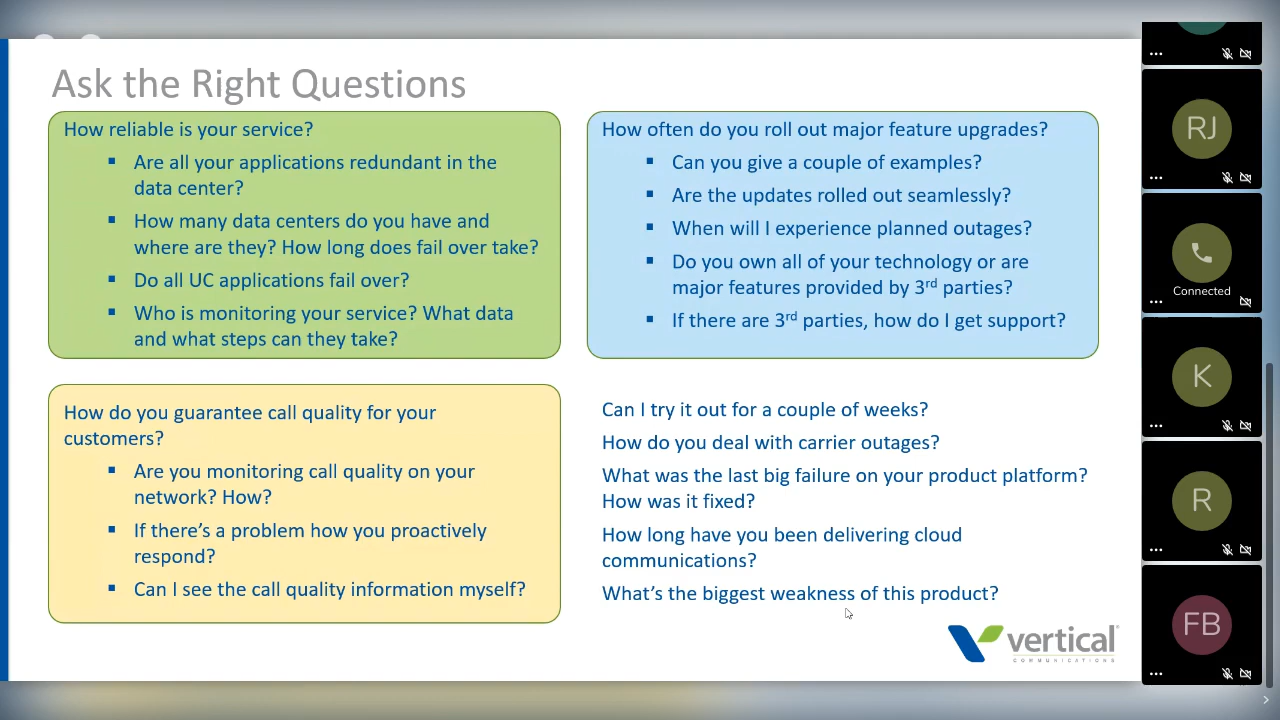 Ask the Right Questions
How reliable is your service?
▪ Are all your applications redundant in the
data center?
▪ How many data centers do you have and
where are they? How long does fail over take?
▪ Do all UC applications fail over?
▪ Who is monitoring your service? What data
and what steps can they take?
How often do you roll out major feature upgrades?
▪ Can you give a couple of examples?
▪ Are the updates rolled out seamlessly?
▪ When will I experience planned outages?
▪ Do you own all of your technology or are
major features provided by 3rd parties?
▪ If there are 3rd parties, how do I get support?
How do you guarantee call quality for your
customers?
▪ Are you monitoring call quality on your
network? How?
▪ If there’s a problem how you proactively
respond?
▪ Can I see the call quality information myself?
Can I try it out for a couple of weeks?
How do you deal with carrier outages?
What was the last big failure on your product platform?
How was it fixed?
How long have you been delivering cloud
communications?
What’s the biggest weakness of this product?
vertical
COMMUNICATIONS
RJ
Connected
K
R
FB